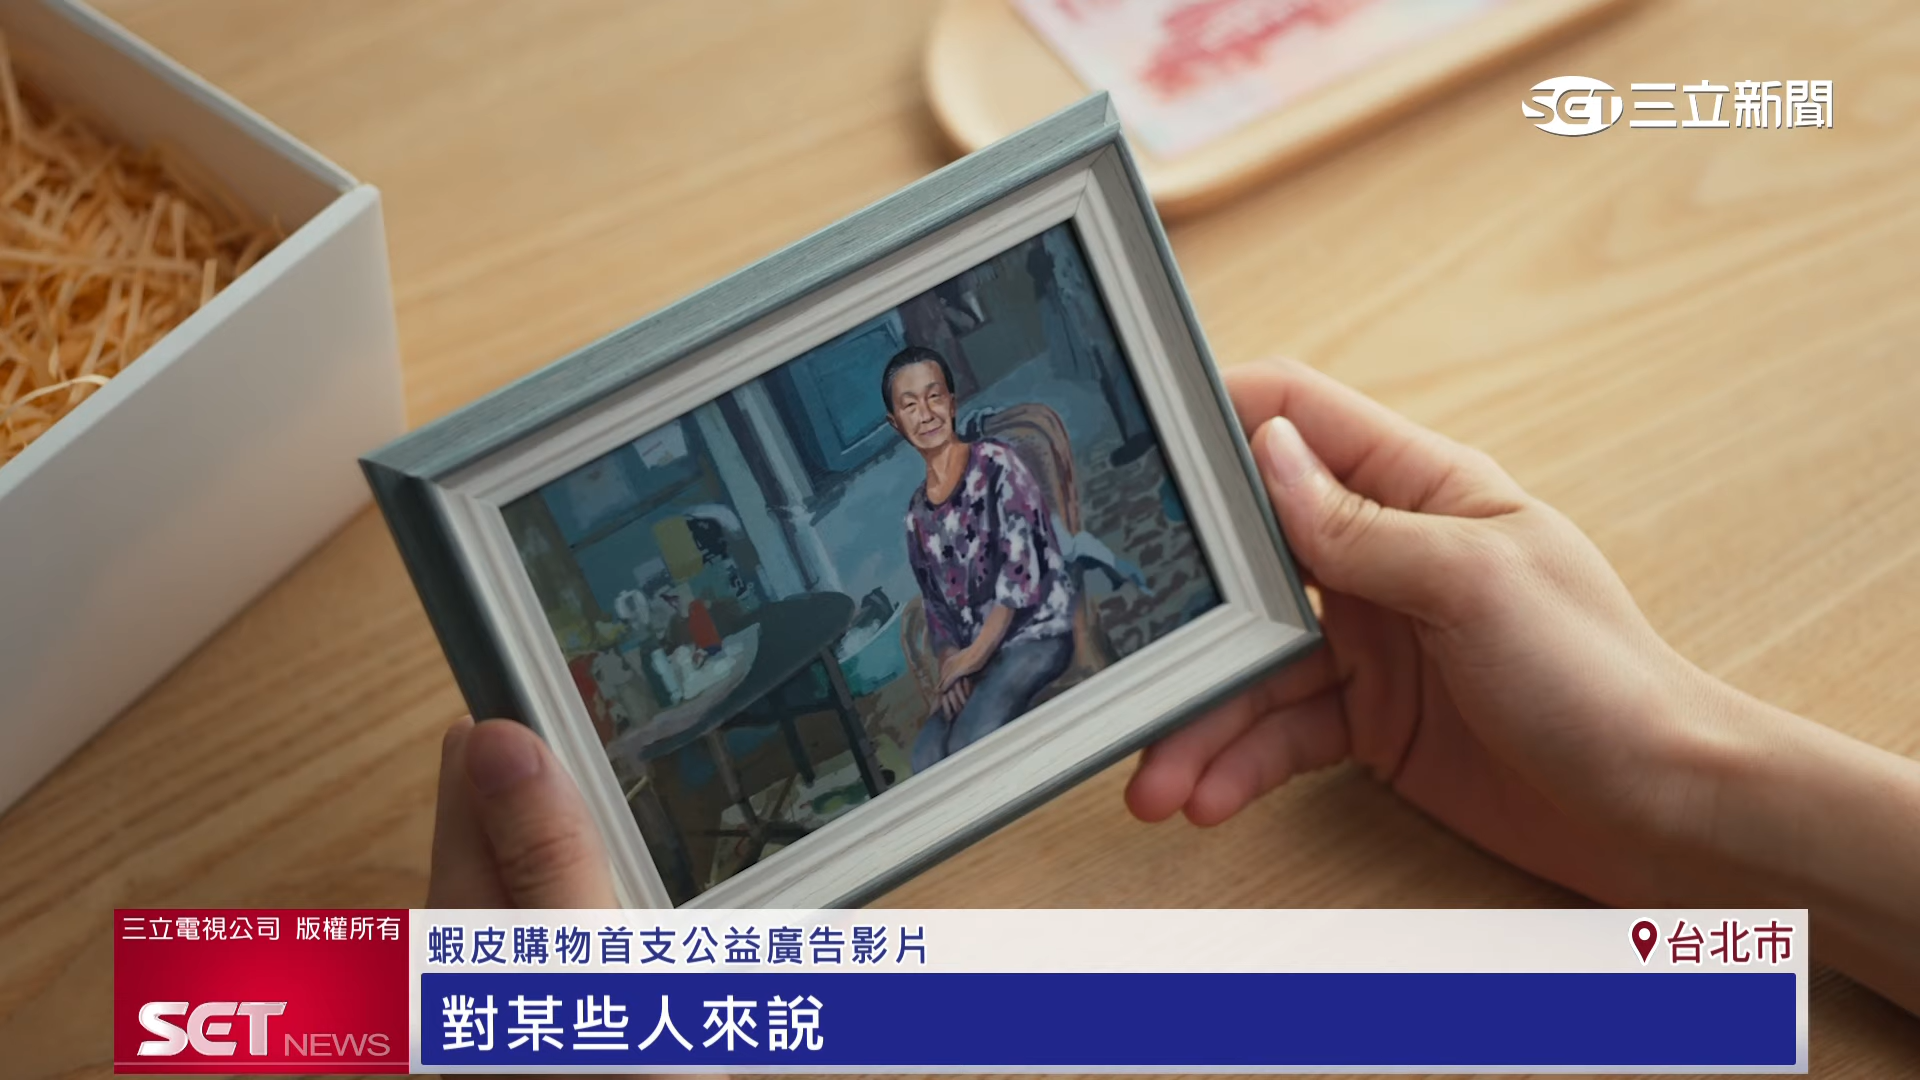 SET三立新聞
三立電視公司 版權所有
SET NEWS
蝦皮購物首支公益廣告影片
台北市
對某些人來說